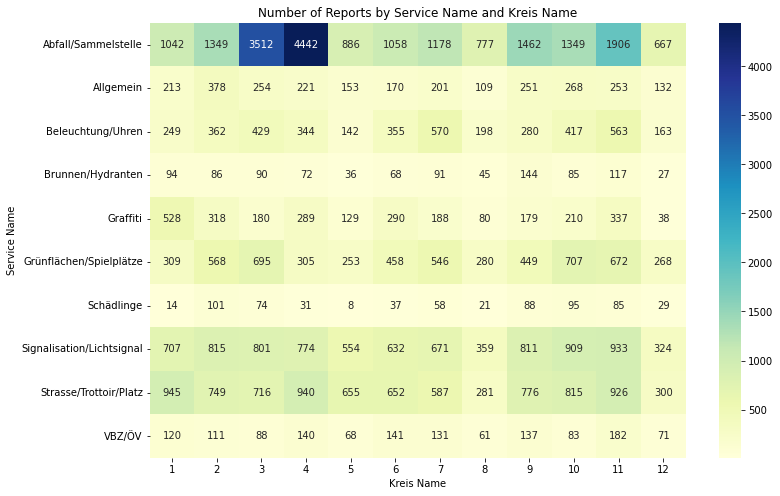 Number of Reports by Service Name and Kreis Name
Service Name
Abfall/Sammelstelle 1042 1349 3512 4442 886 1058 1178 777 1462 1349 1906 667
Allgemein 213 378 254 221 153 170 201 109 251 268 253 132
Beleuchtung/Uhren 249 362 429 344 142 355 570 198 280 417 563 163
Brunnen/Hydranten 94 86 90 72 36 68 91 45 144 85 117 27
Graffiti 528 318 180 289 129 290 188 80 179 210 337 38
Grünflächen/Spielplätze 309 568 695 305 253 458 546 280 449 707 672 268
Schädlinge 14 101 74 31 8 37 58 21 88 95 85 29
Signalisation/Lichtsignal 707 815 801 774 554 632 671 359 811 909 933 324
Strasse/Trottoir/Platz 945 749 716 940 655 652 587 281 776 815 926 300
VBZ/ÖV 120 111 88 140 68 141 131 61 137 83 182 71
1 2 3 4 5 6 7 8 9 10 11 12
Kreis Name
4000
3500
3000
2500
2000
1500
1000
500